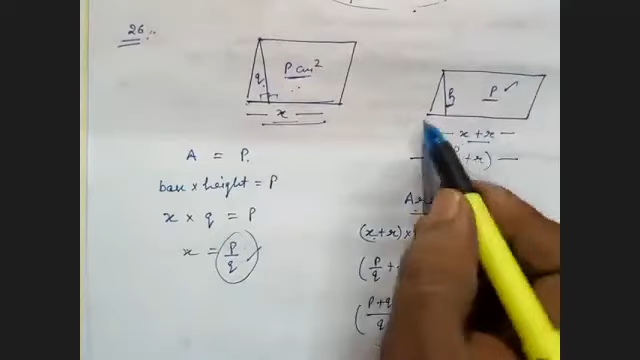 26.
P cm²
q
x
P ✓
h
x + r
+ r)
A = P.
base × height = P
x × q = P
x = P/q ✓
(x + r) ×
(P/q +
(P + q
q